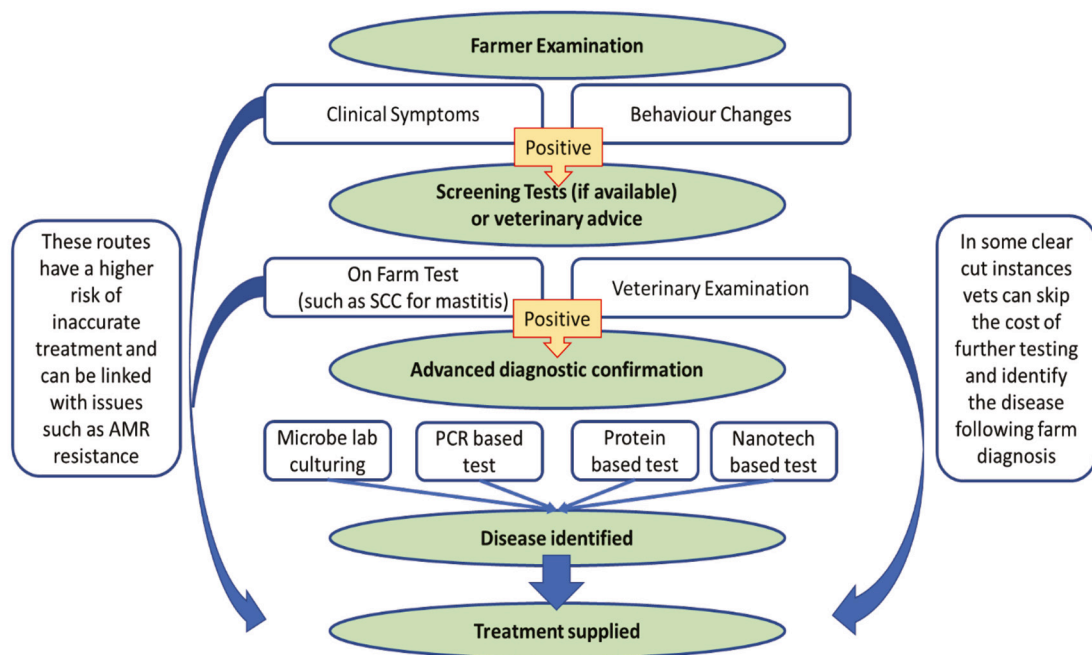 Farmer Examination
Clinical Symptoms
Behaviour Changes
Positive
Screening Tests (if available)
or veterinary advice
These routes
have a higher
risk of
inaccurate
treatment and
can be linked
with issues
such as AMR
resistance
On Farm Test
(such as SCC for mastitis)
Veterinary Examination
In some clear
cut instances
vets can skip
the cost of
further testing
and identify
the disease
following farm
diagnosis
Positive
Advanced diagnostic confirmation
Microbe lab
culturing
PCR based
test
Protein
based test
Nanotech
based test
Disease identified
Treatment supplied